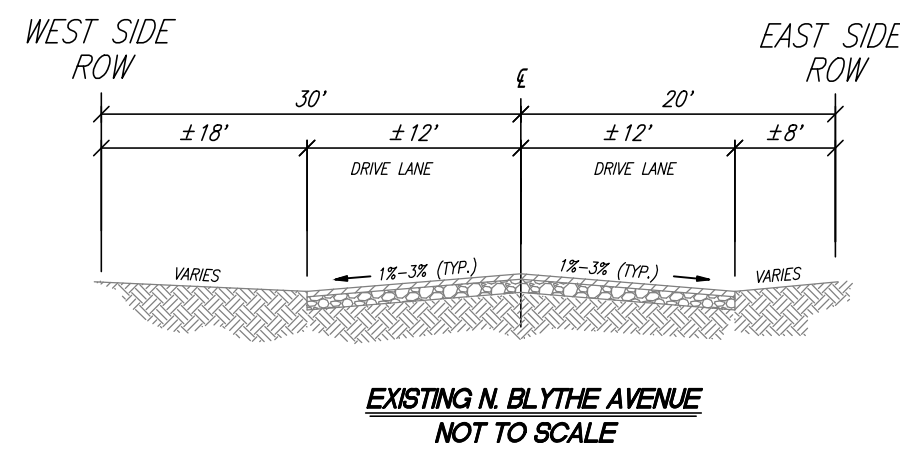 WEST SIDE
ROW
EAST SIDE
ROW
℄
30'
20'
±18'
±12'
±12'
±8'
DRIVE LANE
DRIVE LANE
VARIES
1%-3% (TYP.)
1%-3% (TYP.)
VARIES
EXISTING N. BLYTHE AVENUE
NOT TO SCALE